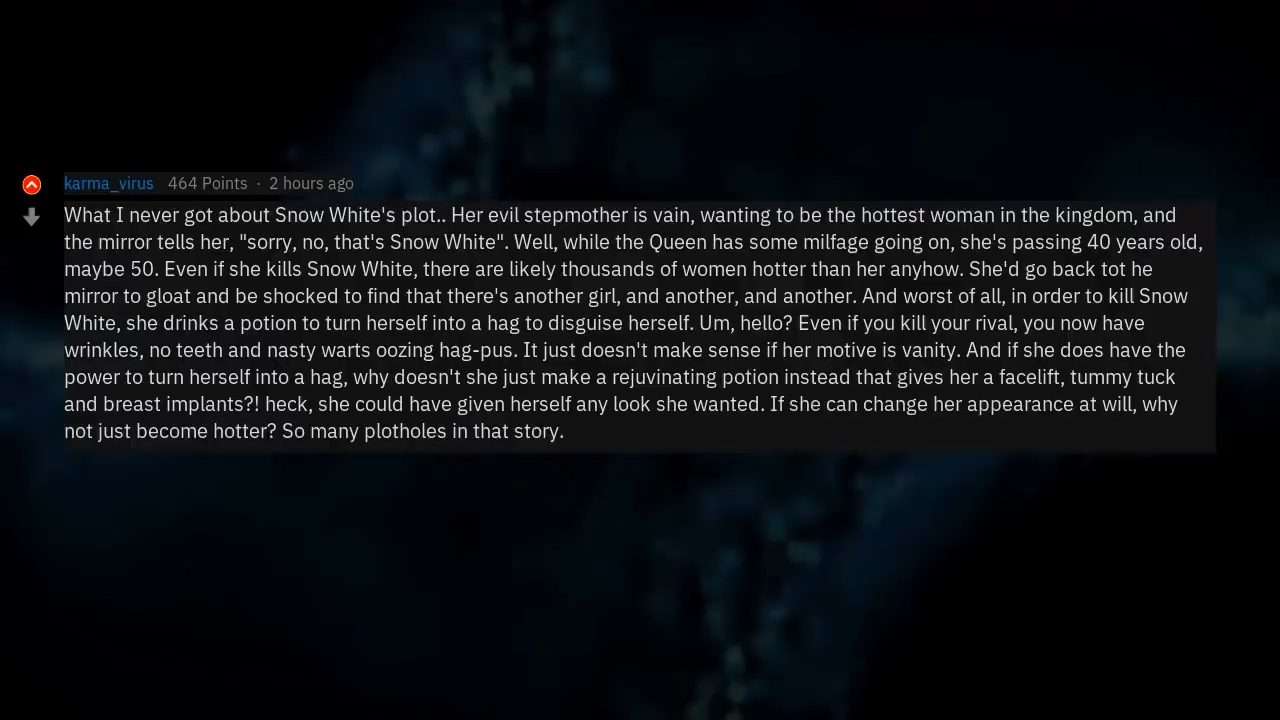 karma_virus 464 Points · 2 hours ago
What I never got about Snow White's plot.. Her evil stepmother is vain, wanting to be the hottest woman in the kingdom, and
the mirror tells her, "sorry, no, that's Snow White". Well, while the Queen has some milfage going on, she's passing 40 years old,
maybe 50. Even if she kills Snow White, there are likely thousands of women hotter than her anyhow. She'd go back tot he
mirror to gloat and be shocked to find that there's another girl, and another, and another. And worst of all, in order to kill Snow
White, she drinks a potion to turn herself into a hag to disguise herself. Um, hello? Even if you kill your rival, you now have
wrinkles, no teeth and nasty warts oozing hag-pus. It just doesn't make sense if her motive is vanity. And if she does have the
power to turn herself into a hag, why doesn't she just make a rejuvinating potion instead that gives her a facelift, tummy tuck
and breast implants?! heck, she could have given herself any look she wanted. If she can change her appearance at will, why
not just become hotter? So many plotholes in that story.